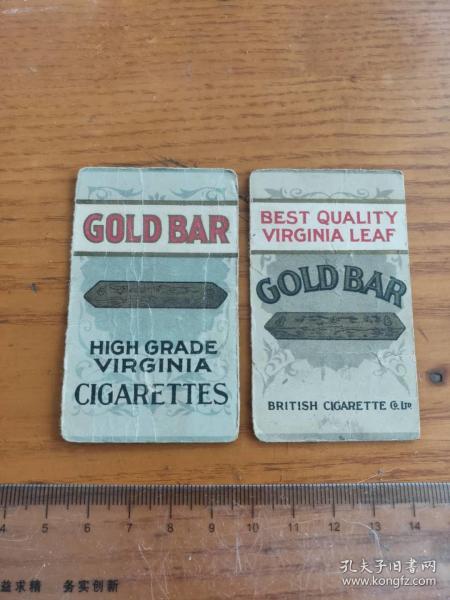 GOLD BAR
HIGH GRADE
VIRGINIA
CIGARETTES
BEST QUALITY
VIRGINIA LEAF
GOLD BAR
BRITISH CIGARETTE Co. LTD.
4 5 6 7 8 9 10 11 12 13 14
益求精 务实创新
孔夫子旧书网
www.kongfz.com